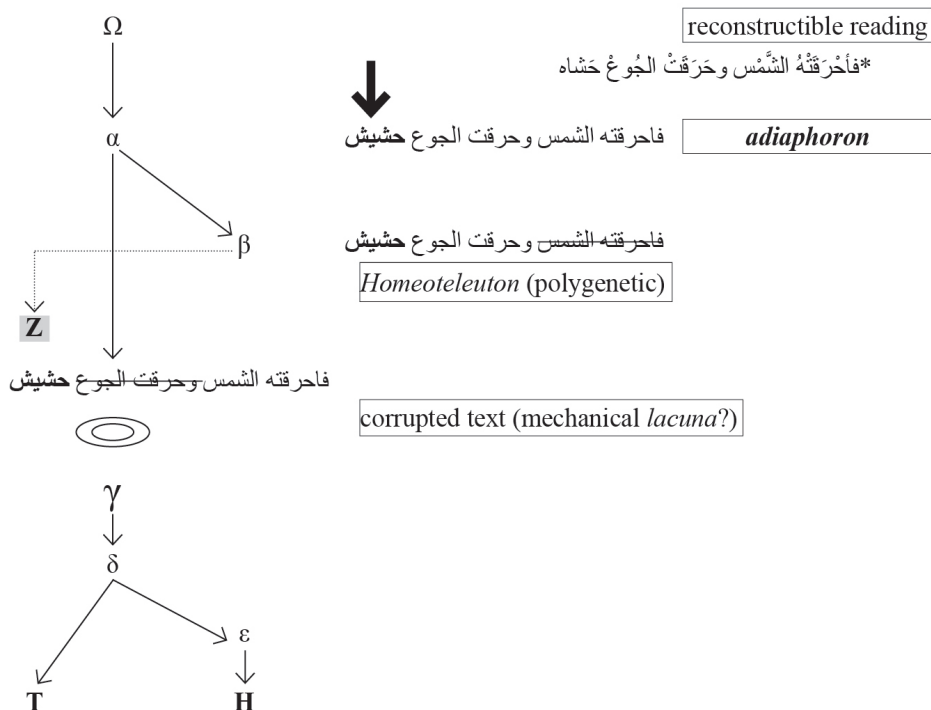 Ω
reconstructible reading
*فأحْرَقَتْهُ الشَّمْس وحَرَقَتْ الجُوعْ حَشاه
α
فاحرقته الشمس وحرقت الجوع حشيش
adiaphoron
β
فاحرقته الشمس وحرقت الجوع حشيش
Homeoteleuton (polygenetic)
Z
فاحرقته الشمس وحرقت الجوع حشيش
corrupted text (mechanical lacuna?)
γ
δ
ε
T
H